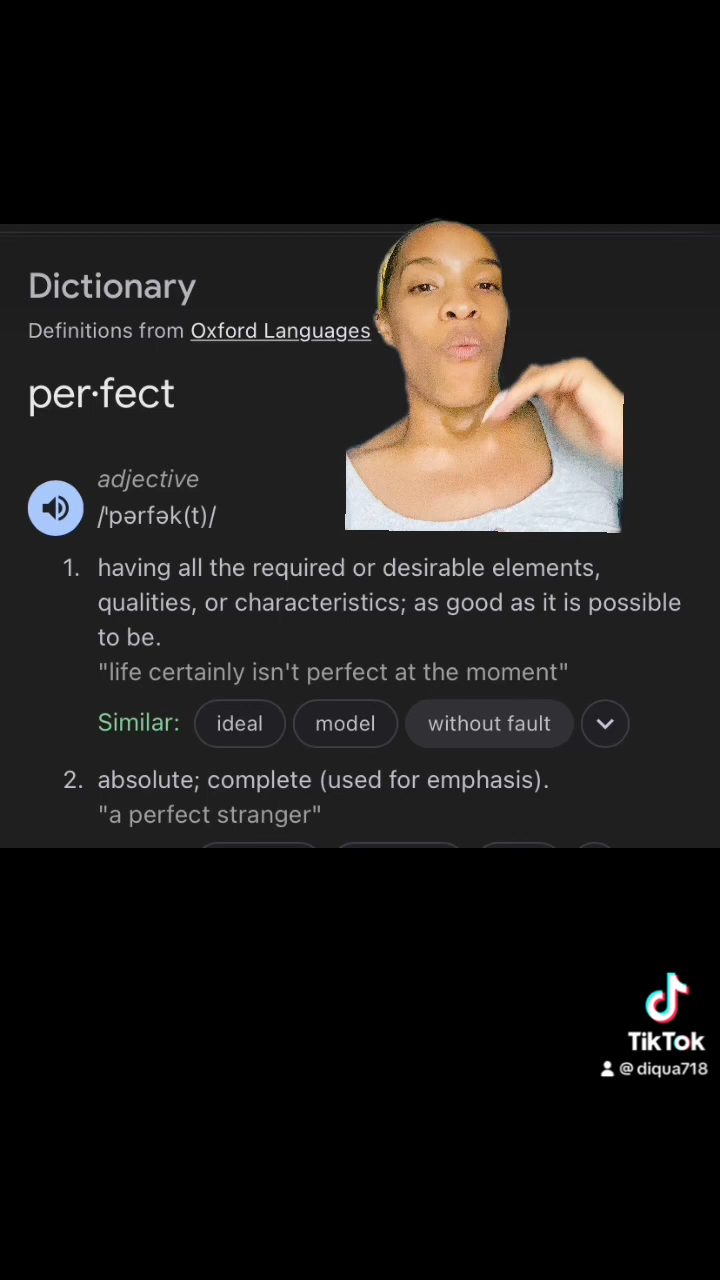 Dictionary
Definitions from Oxford Languages
per·fect
adjective
/ˈpərfək(t)/
1. having all the required or desirable elements,
qualities, or characteristics; as good as it is possible
to be.
"life certainly isn't perfect at the moment"
Similar: ideal model without fault
2. absolute; complete (used for emphasis).
"a perfect stranger"
TikTok
@diqua718